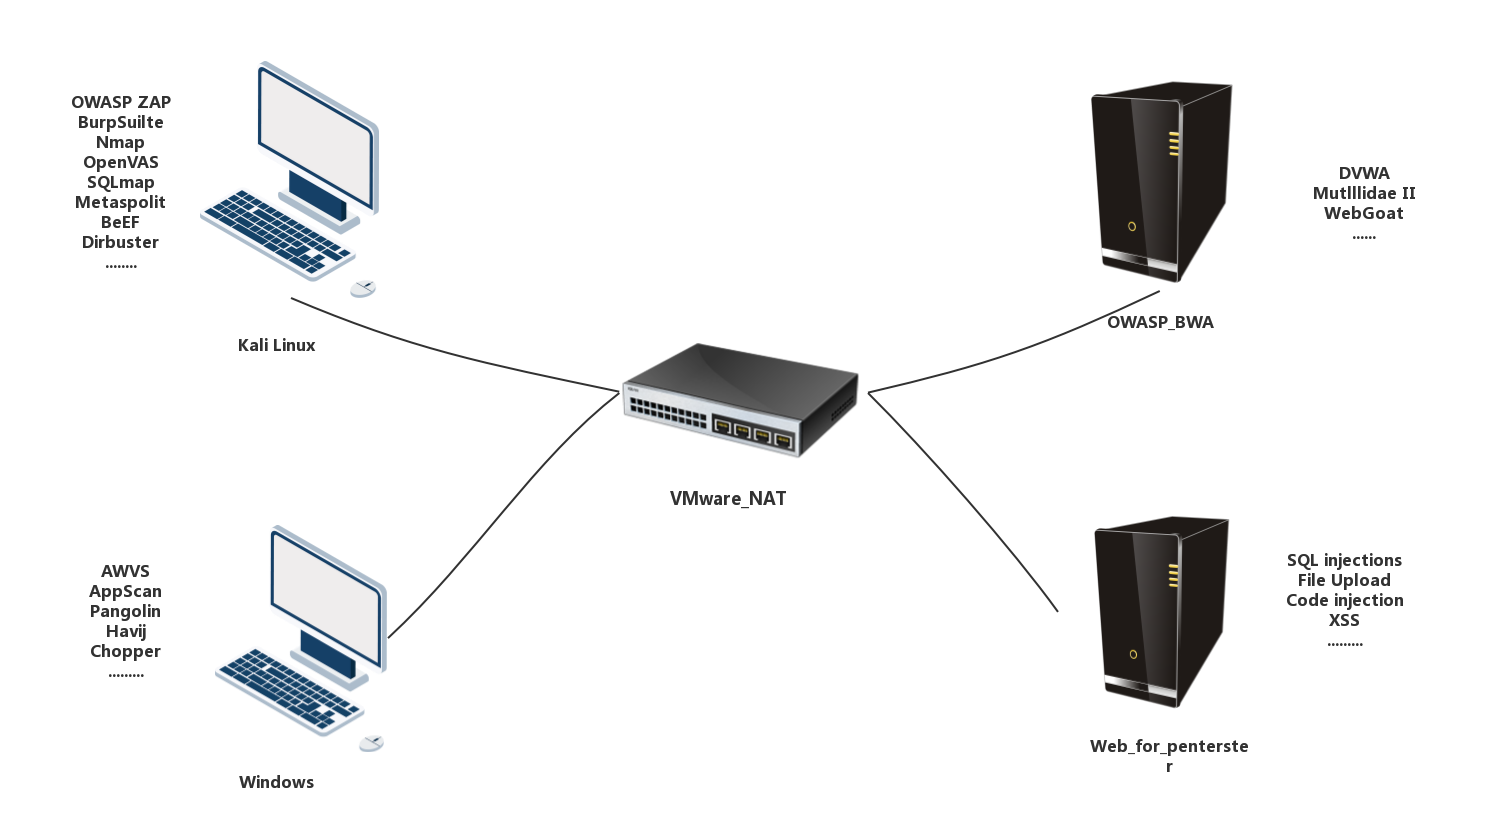 OWASP ZAP
BurpSuilte
Nmap
OpenVAS
SQLmap
Metaspolit
BeEF
Dirbuster
........
Kali Linux
DVWA
Mutlllidae II
WebGoat
......
OWASP_BWA
VMware_NAT
AWVS
AppScan
Pangolin
Havij
Chopper
.........
Windows
SQL injections
File Upload
Code injection
XSS
.........
Web_for_penterste
r